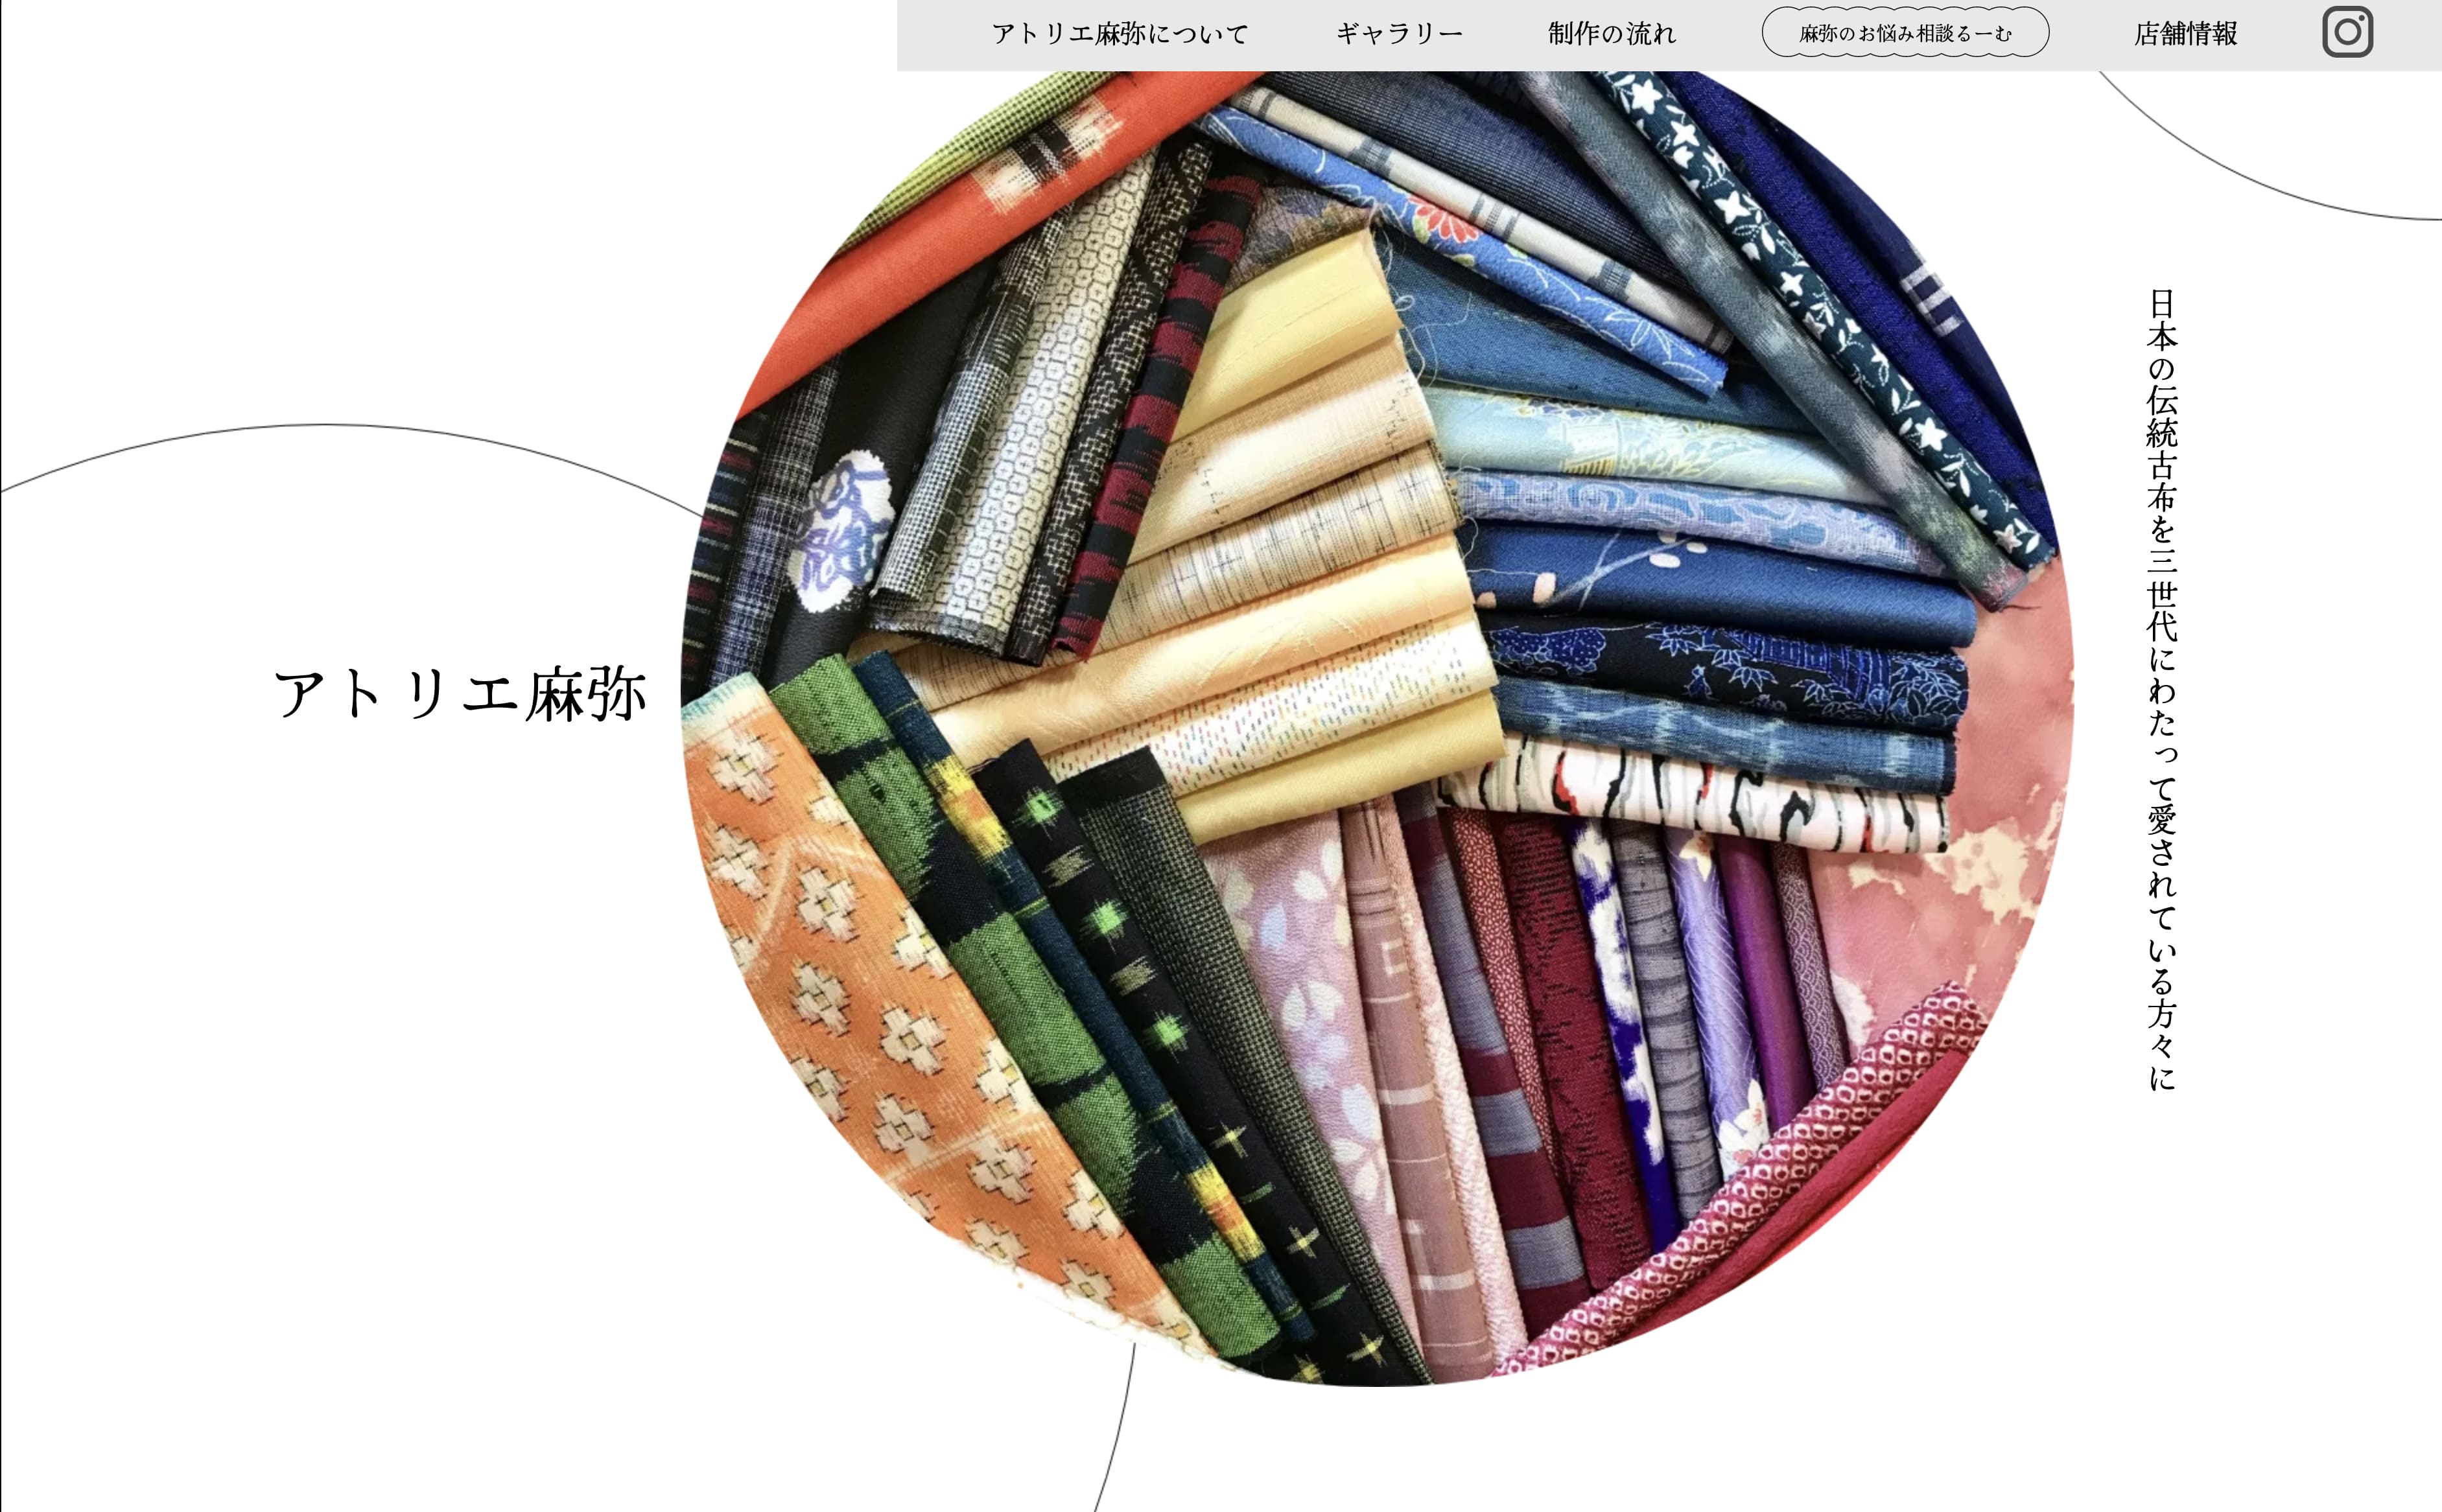 アトリエ麻弥について
ギャラリー
制作の流れ
麻弥のお悩み相談るーむ
店舗情報
アトリエ麻弥
日本の伝統古布を三世代にわたって愛されている方々に